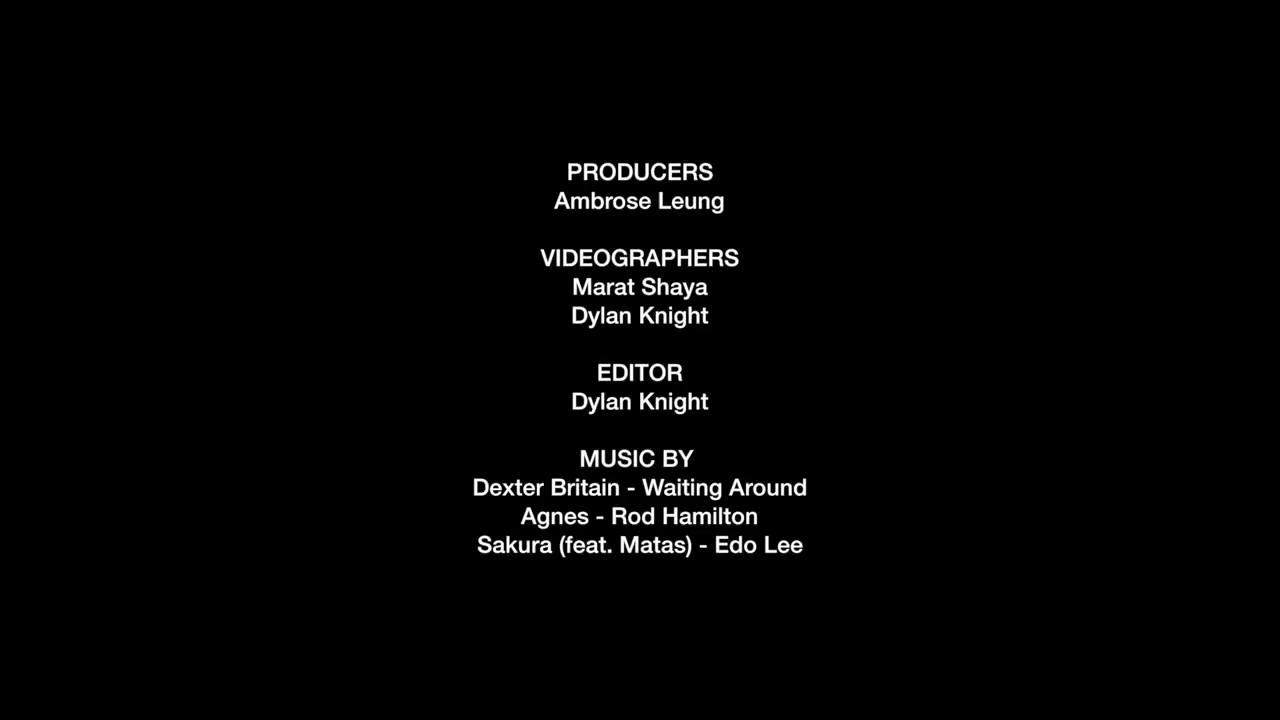 PRODUCERS
Ambrose Leung
VIDEOGRAPHERS
Marat Shaya
Dylan Knight
EDITOR
Dylan Knight
MUSIC BY
Dexter Britain - Waiting Around
Agnes - Rod Hamilton
Sakura (feat. Matas) - Edo Lee